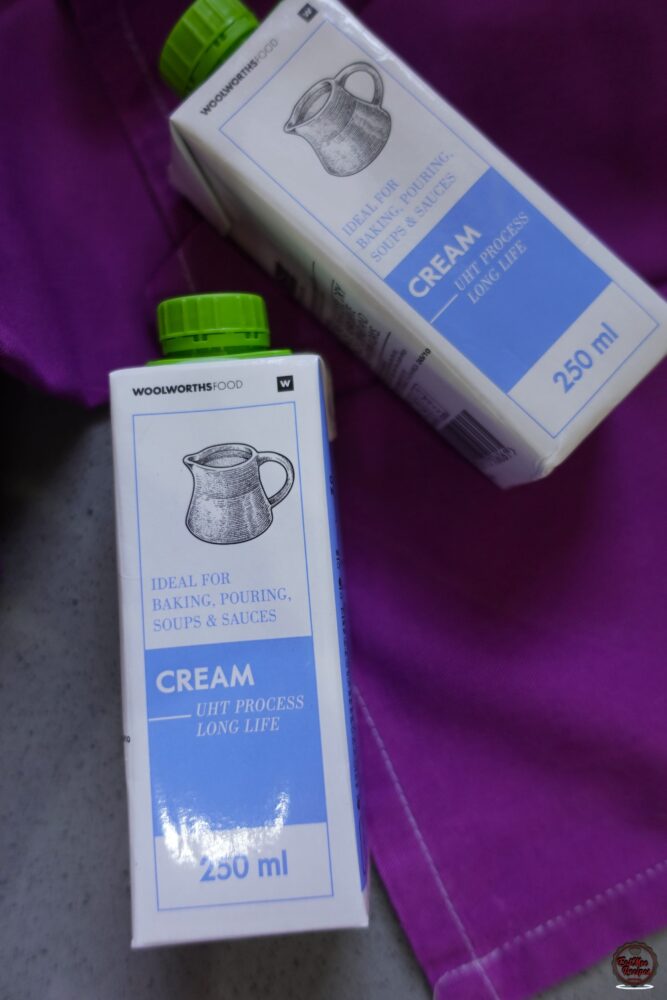 WOOLWORTHSFOOD
W
IDEAL FOR
BAKING, POURING,
SOUPS & SAUCES
CREAM
UHT PROCESS
LONG LIFE
250 ml
WOOLWORTHSFOOD W
IDEAL FOR
BAKING, POURING,
SOUPS & SAUCES
CREAM
UHT PROCESS
LONG LIFE
250 ml